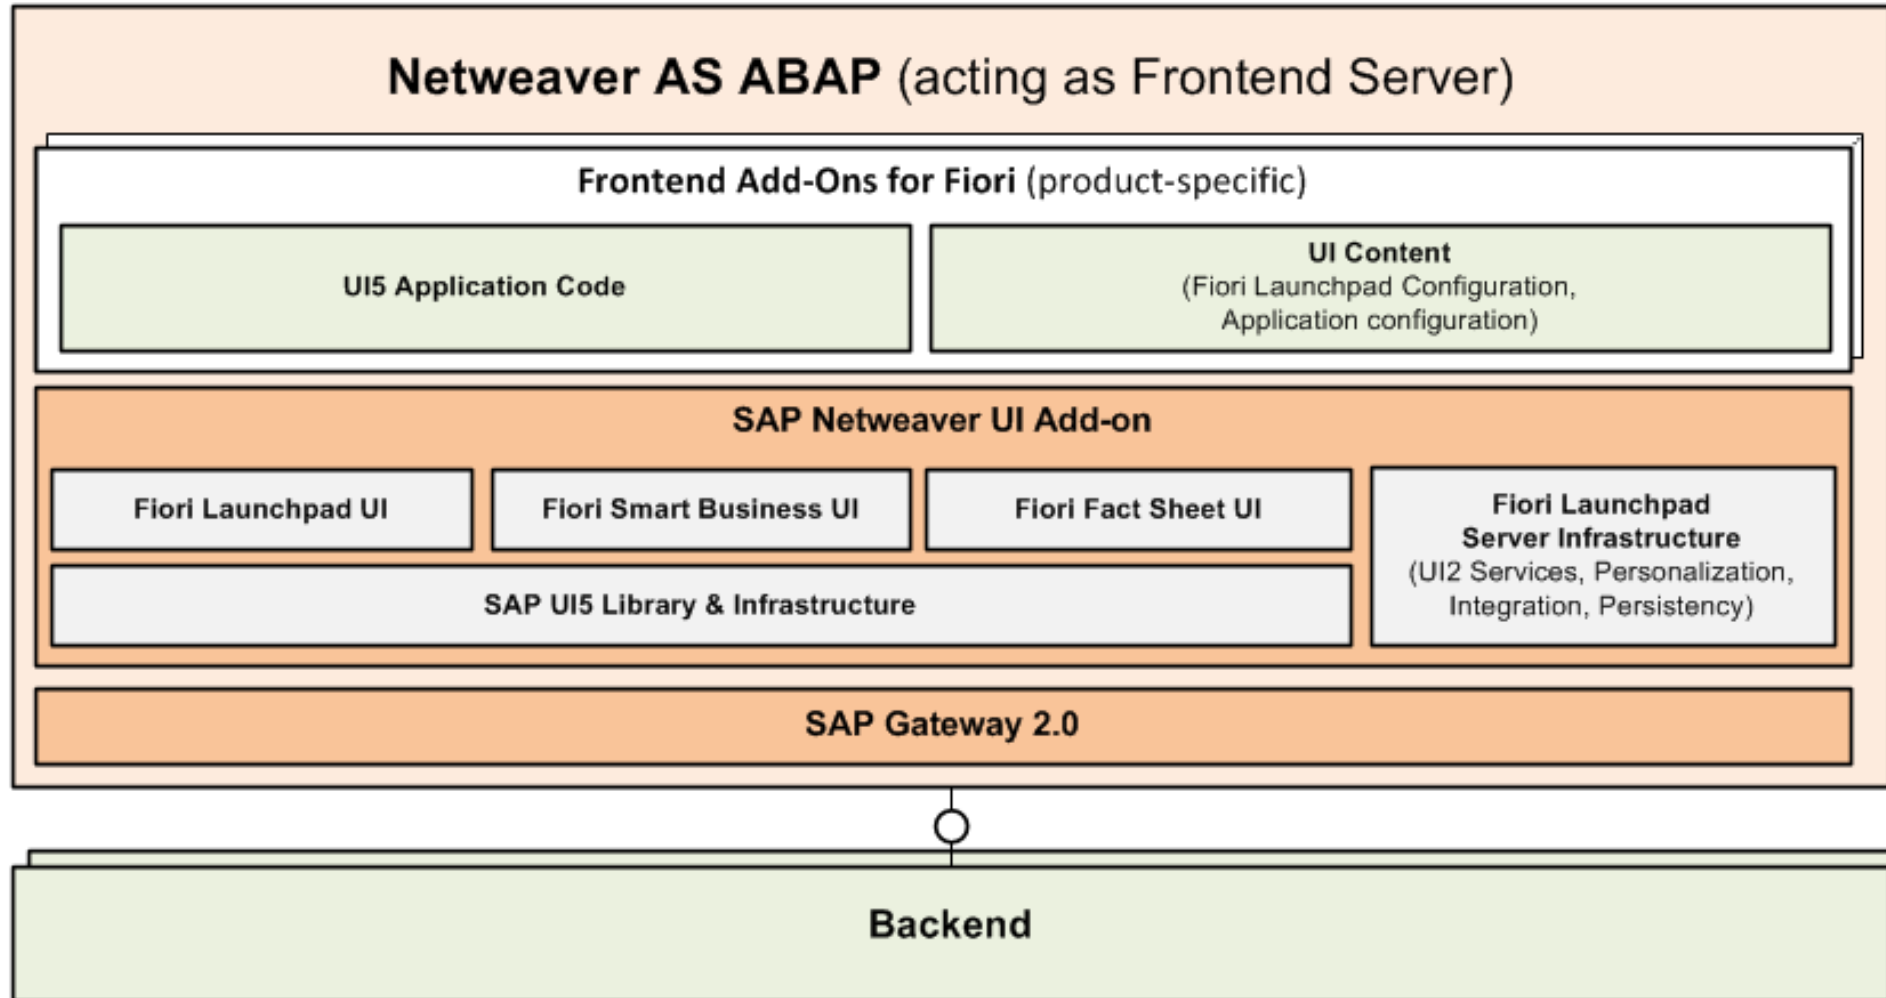 Netweaver AS ABAP (acting as Frontend Server)
Frontend Add-Ons for Fiori (product-specific)
UI5 Application Code
UI Content
(Fiori Launchpad Configuration,
Application configuration)
SAP Netweaver UI Add-on
Fiori Launchpad UI
Fiori Smart Business UI
Fiori Fact Sheet UI
Fiori Launchpad
Server Infrastructure
(UI2 Services, Personalization,
Integration, Persistency)
SAP UI5 Library & Infrastructure
SAP Gateway 2.0
Backend